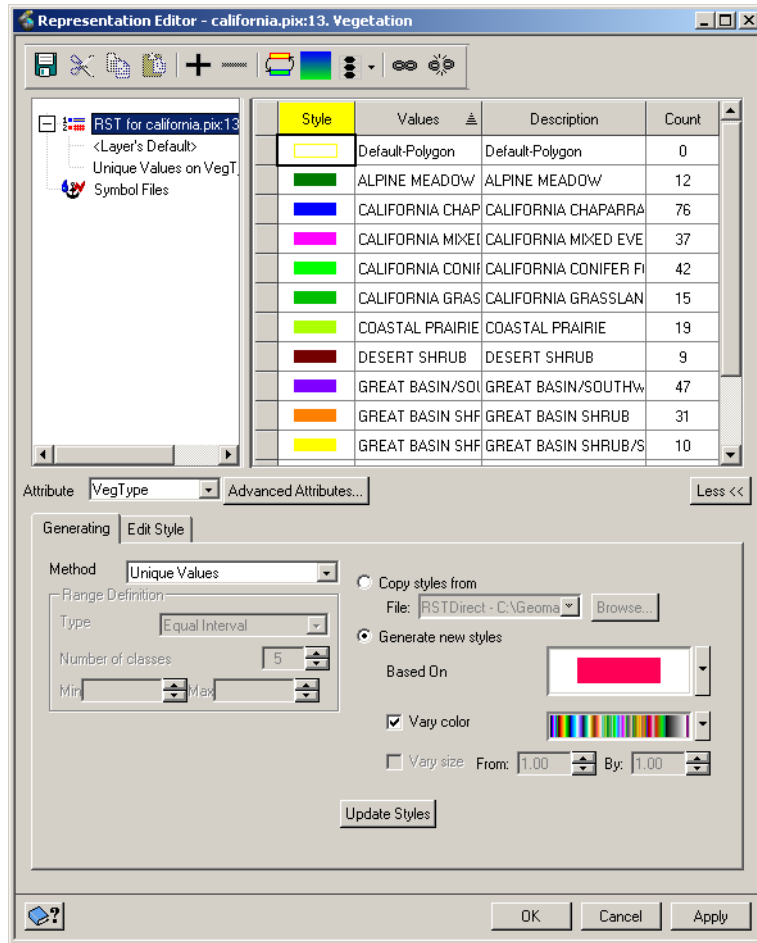 Representation Editor - california.pix:13. Vegetation
RST for california.pix:13
<Layer's Default>
Unique Values on VegT
Symbol Files
Style Values Description Count
Default-Polygon Default-Polygon 0
ALPINE MEADOW ALPINE MEADOW 12
CALIFORNIA CHAP CALIFORNIA CHAPARRA 76
CALIFORNIA MIXE CALIFORNIA MIXED EVE 37
CALIFORNIA CONIF CALIFORNIA CONIFER F 42
CALIFORNIA GRAS CALIFORNIA GRASSLAN 15
COASTAL PRAIRIE COASTAL PRAIRIE 19
DESERT SHRUB DESERT SHRUB 9
GREAT BASIN/SOU GREAT BASIN/SOUTHW 47
GREAT BASIN SHR GREAT BASIN SHRUB 31
GREAT BASIN SHR GREAT BASIN SHRUB/S 10
Attribute VegType Advanced Attributes... Less <<
Generating Edit Style
Method Unique Values
Range Definition
Type Equal Interval
Number of classes 5
Min Max
Copy styles from
File: RSTDirect - C:\Geoma Browse...
Generate new styles
Based On
Vary color
Vary size From: 1.00 By: 1.00
Update Styles
? OK Cancel Apply